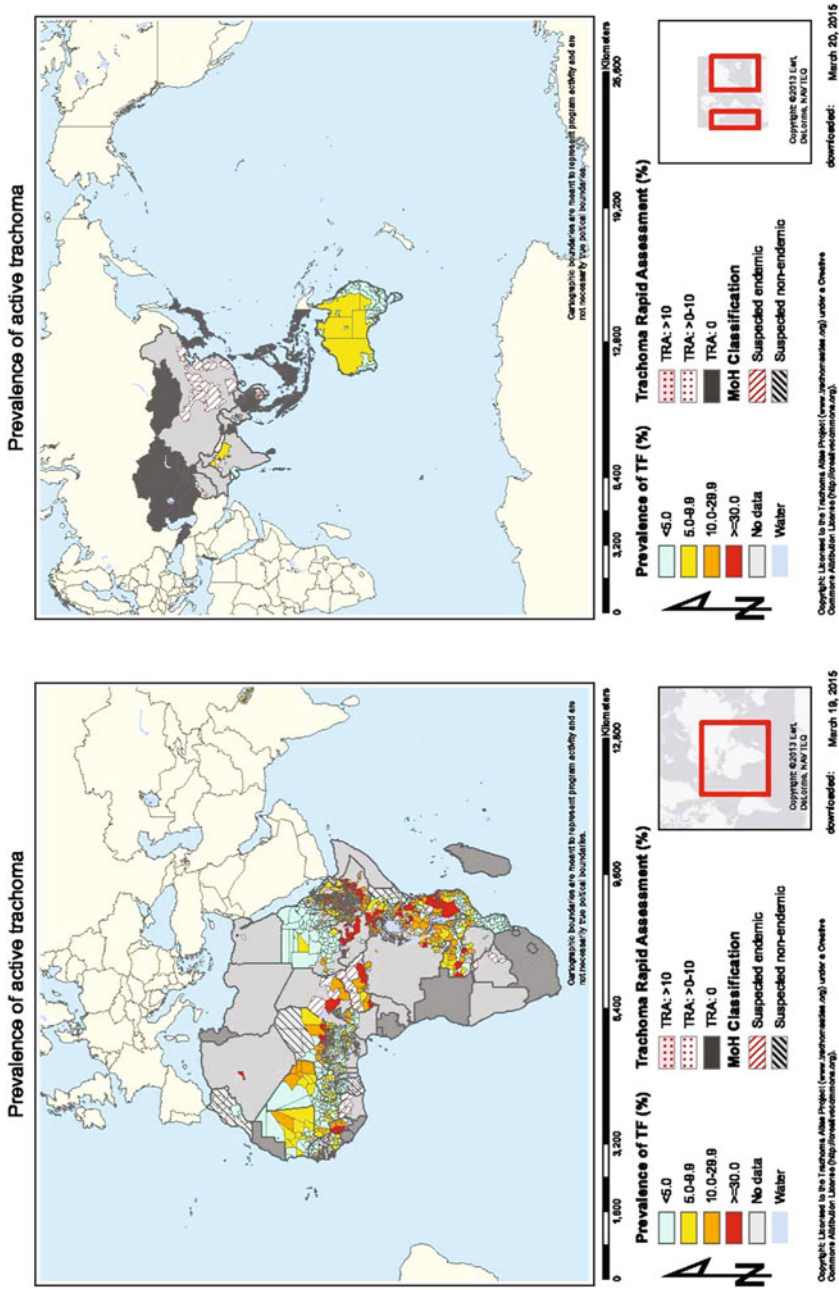 Prevalence of active trachoma
Cartographic boundaries are meant to represent program activity and are
not necessarily true political boundaries.
0
1,600
3,200
6,400
9,600
12,800
Kilometers
N
Prevalence of TF (%)
<5.0
5.0-9.9
10.0-29.9
>=30.0
No data
Water
Trachoma Rapid Assessment (%)
TRA: >10
TRA: >0-10
TRA: 0
MoH Classification
Suspected endemic
Suspected non-endemic
Copyright ©2013 Esri,
DeLorme, NAVTEQ
Copyright: Licensed to the Trachoma Atlas Project (www.trachomaatlas.org) under a Creative
Commons Attribution License (http://creativecommons.org).
downloaded: March 19, 2015
Prevalence of active trachoma
Cartographic boundaries are meant to represent program activity and are
not necessarily true political boundaries.
0
3,200
6,400
12,800
19,200
25,600
Kilometers
N
Prevalence of TF (%)
<5.0
5.0-9.9
10.0-29.9
>=30.0
No data
Water
Trachoma Rapid Assessment (%)
TRA: >10
TRA: >0-10
TRA: 0
MoH Classification
Suspected endemic
Suspected non-endemic
Copyright ©2013 Esri,
DeLorme, NAVTEQ
Copyright: Licensed to the Trachoma Atlas Project (www.trachomaatlas.org) under a Creative
Commons Attribution License (http://creativecommons.org).
downloaded: March 20, 2015